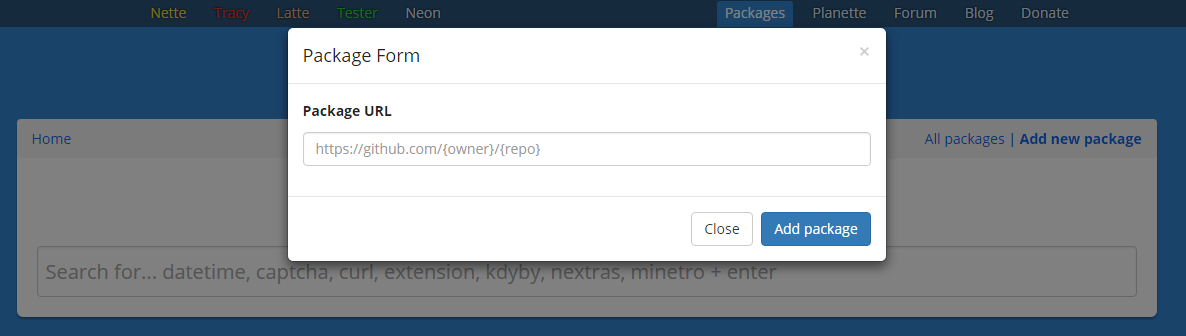 Nette Tracy Latte Tester Neon Packages Planette Forum Blog Donate
Package Form ×
Package URL
https://github.com/{owner}/{repo}
Home All packages | Add new package
Close Add package
Search for... datetime, captcha, curl, extension, kdyby, nextras, minetro + enter